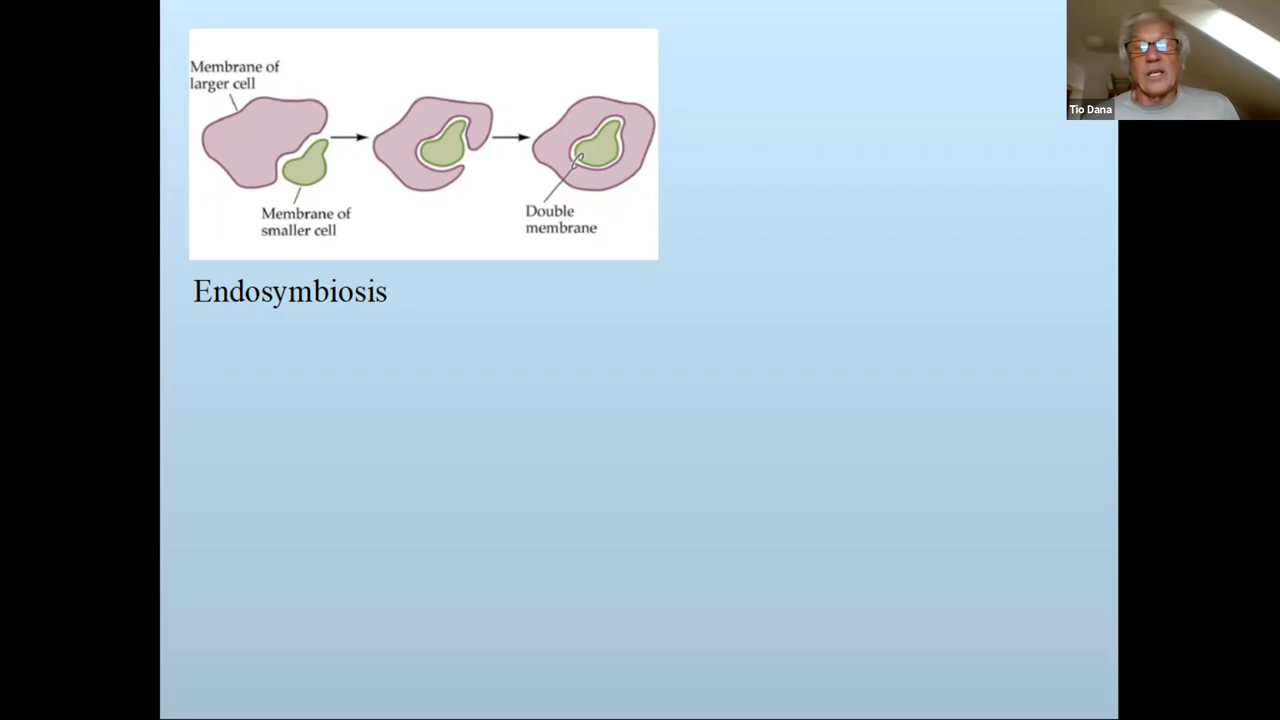 Membrane of
larger cell
Membrane of
smaller cell
Double
membrane
Endosymbiosis
Tio Dana